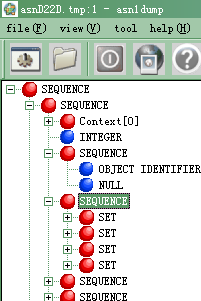 asnD22D.tmp:1 - asn1dump
file(F) view(V) tool help(H)
SEQUENCE
SEQUENCE
Context[0]
INTEGER
SEQUENCE
OBJECT IDENTIFIER
NULL
SEQUENCE
SET
SET
SET
SET
SEQUENCE
SEQUENCE